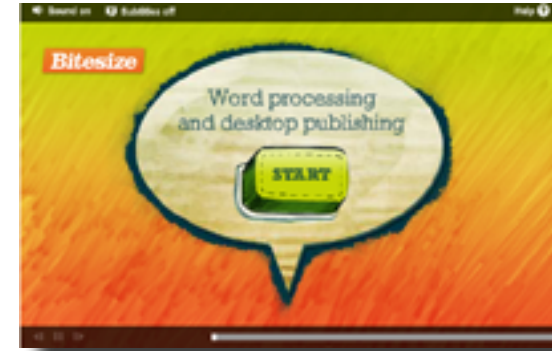 Sound on Subtitles off Help ?
Bitesize
Word processing
and desktop publishing
START